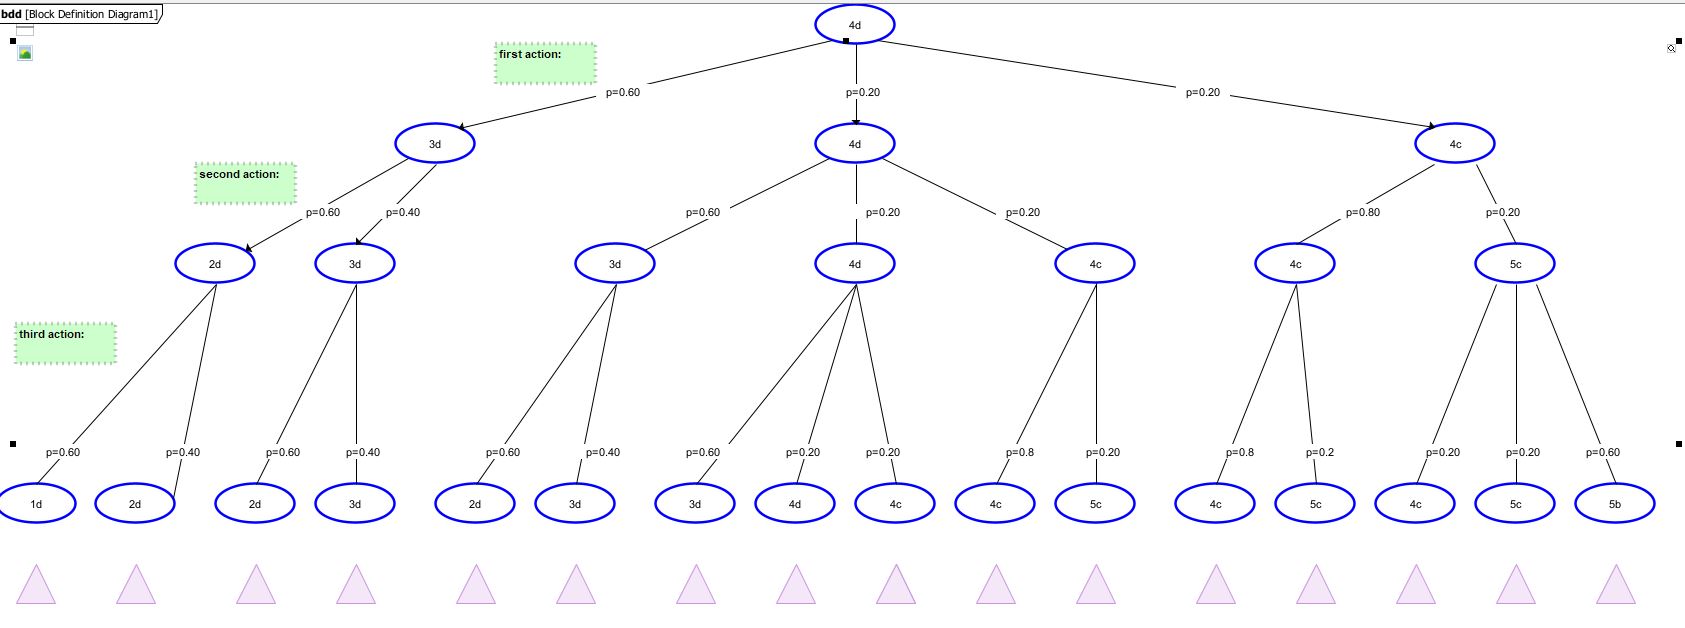 bdd [Block Definition Diagram1]
4d
first action:
p=0.60
p=0.20
p=0.20
3d
4d
4c
second action:
p=0.60
p=0.40
p=0.60
p=0.20
p=0.20
p=0.80
p=0.20
2d
3d
3d
4d
4c
4c
5c
third action:
p=0.60
p=0.40
p=0.60
p=0.40
p=0.60
p=0.40
p=0.60
p=0.20
p=0.20
p=0.8
p=0.20
p=0.8
p=0.2
p=0.20
p=0.20
p=0.60
1d
2d
2d
3d
2d
3d
3d
4d
4c
4c
5c
4c
5c
4c
5c
5b